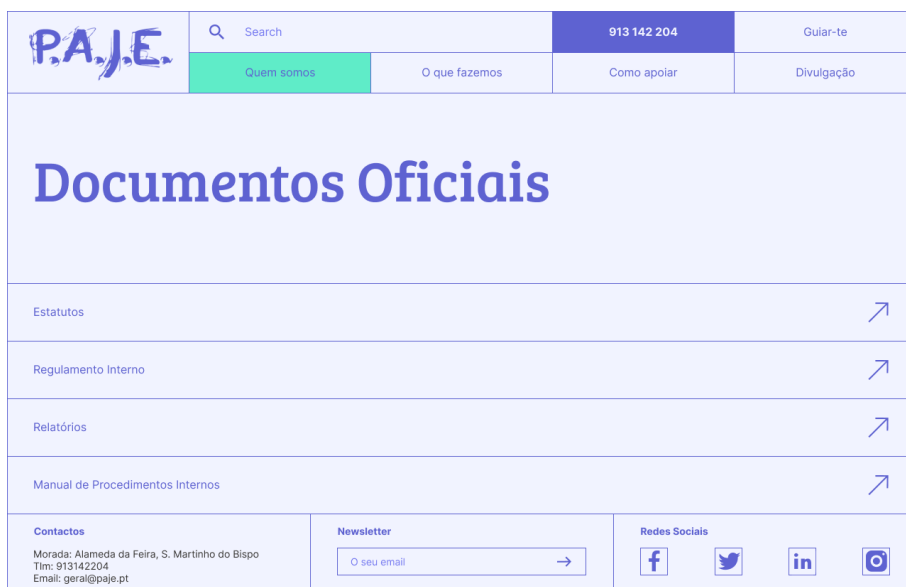 P.A.J.E.
Search
913 142 204
Guiar-te
Quem somos
O que fazemos
Como apoiar
Divulgação
Documentos Oficiais
Estatutos
Regulamento Interno
Relatórios
Manual de Procedimentos Internos
Contactos
Morada: Alameda da Feira, S. Martinho do Bispo
Tlm: 913142204
Email: geral@paje.pt
Newsletter
O seu email
Redes Sociais